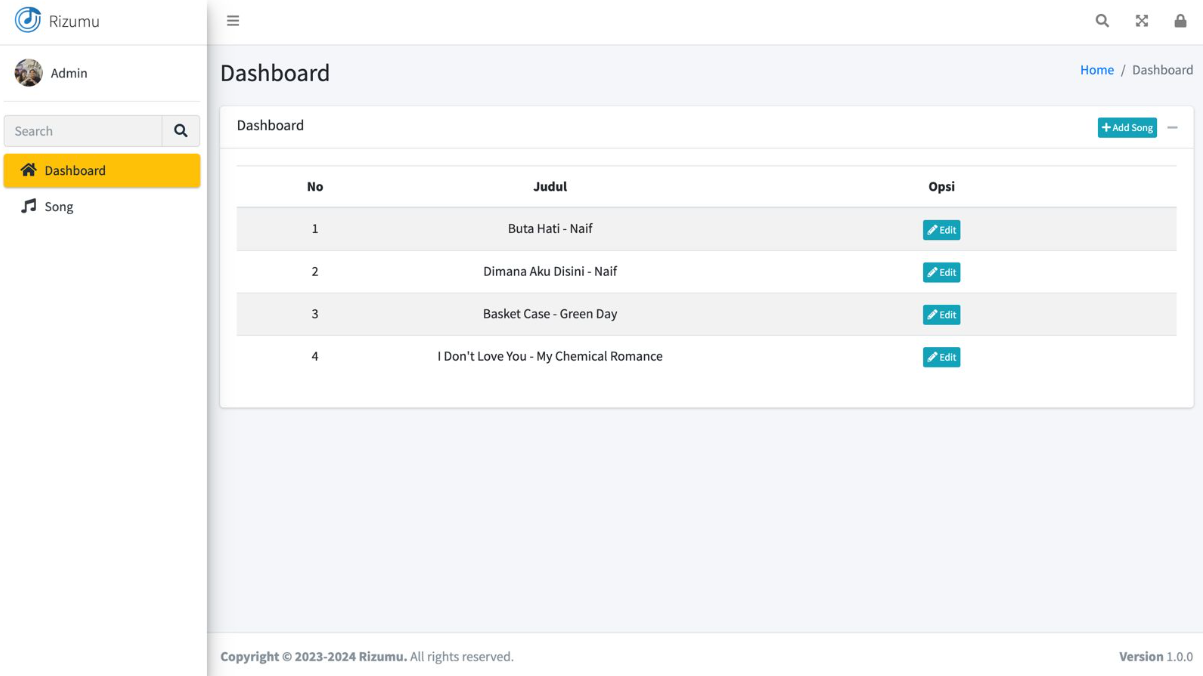 Rizumu
Admin
Search
Dashboard
Song
Dashboard
Home / Dashboard
Dashboard
Add Song
No Judul Opsi
1 Buta Hati - Naif Edit
2 Dimana Aku Disini - Naif Edit
3 Basket Case - Green Day Edit
4 I Don't Love You - My Chemical Romance Edit
Copyright © 2023-2024 Rizumu. All rights reserved.
Version 1.0.0